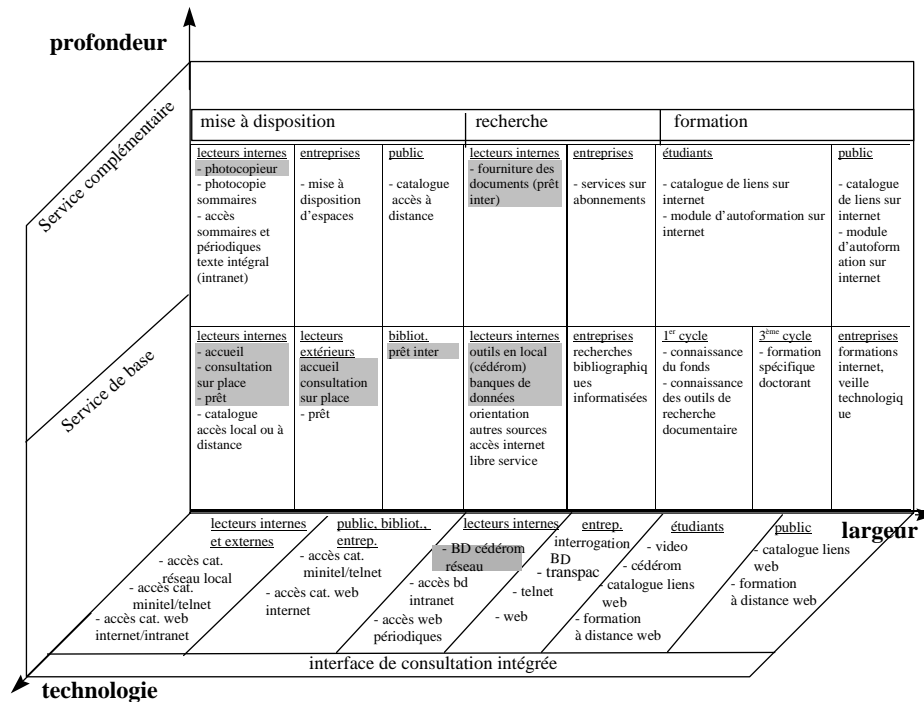 profondeur
Service complémentaire
mise à disposition
recherche
formation
lecteurs internes
- photocopieur
- photocopie
sommaires
- accès
sommaires et
périodiques
texte intégral
(intranet)
entreprises
- mise à
disposition
d'espaces
public
- catalogue
accès à
distance
lecteurs internes
- fourniture des
documents (prêt
inter)
entreprises
- services sur
abonnements
étudiants
- catalogue de liens sur
internet
- module d'autoformation sur
internet
public
- catalogue
de liens sur
internet
- module
d'autoform
ation sur
internet
Service de base
lecteurs internes
- accueil
- consultation
sur place
- prêt
- catalogue
accès local ou à
distance
lecteurs
extérieurs
accueil
consultation
sur place
- prêt
bibliot.
prêt inter
lecteurs internes
outils en local
(cédérom)
banques de
données
orientation
autres sources
accès internet
libre service
entreprises
recherches
bibliographiq
ues
informatisées
1er cycle
- connaissance
du fonds
- connaissance
des outils de
recherche
documentaire
3ème cycle
- formation
spécifique
doctorant
entreprises
formations
internet,
veille
technologiq
ue
largeur
lecteurs internes
et externes
- accès cat.
réseau local
- accès cat.
minitel/telnet
- accès cat. web
internet/intranet
public, bibliot.,
entrep.
- accès cat.
minitel/telnet
- accès cat. web
internet
lecteurs internes
- BD cédérom
réseau
- accès bd
intranet
- accès web
périodiques
entrep.
interrogation
BD
- transpac
- telnet
- web
étudiants
- video
- cédérom
- catalogue liens
web
- formation
à distance web
public
- catalogue liens
web
- formation
à distance web
interface de consultation intégrée
technologie